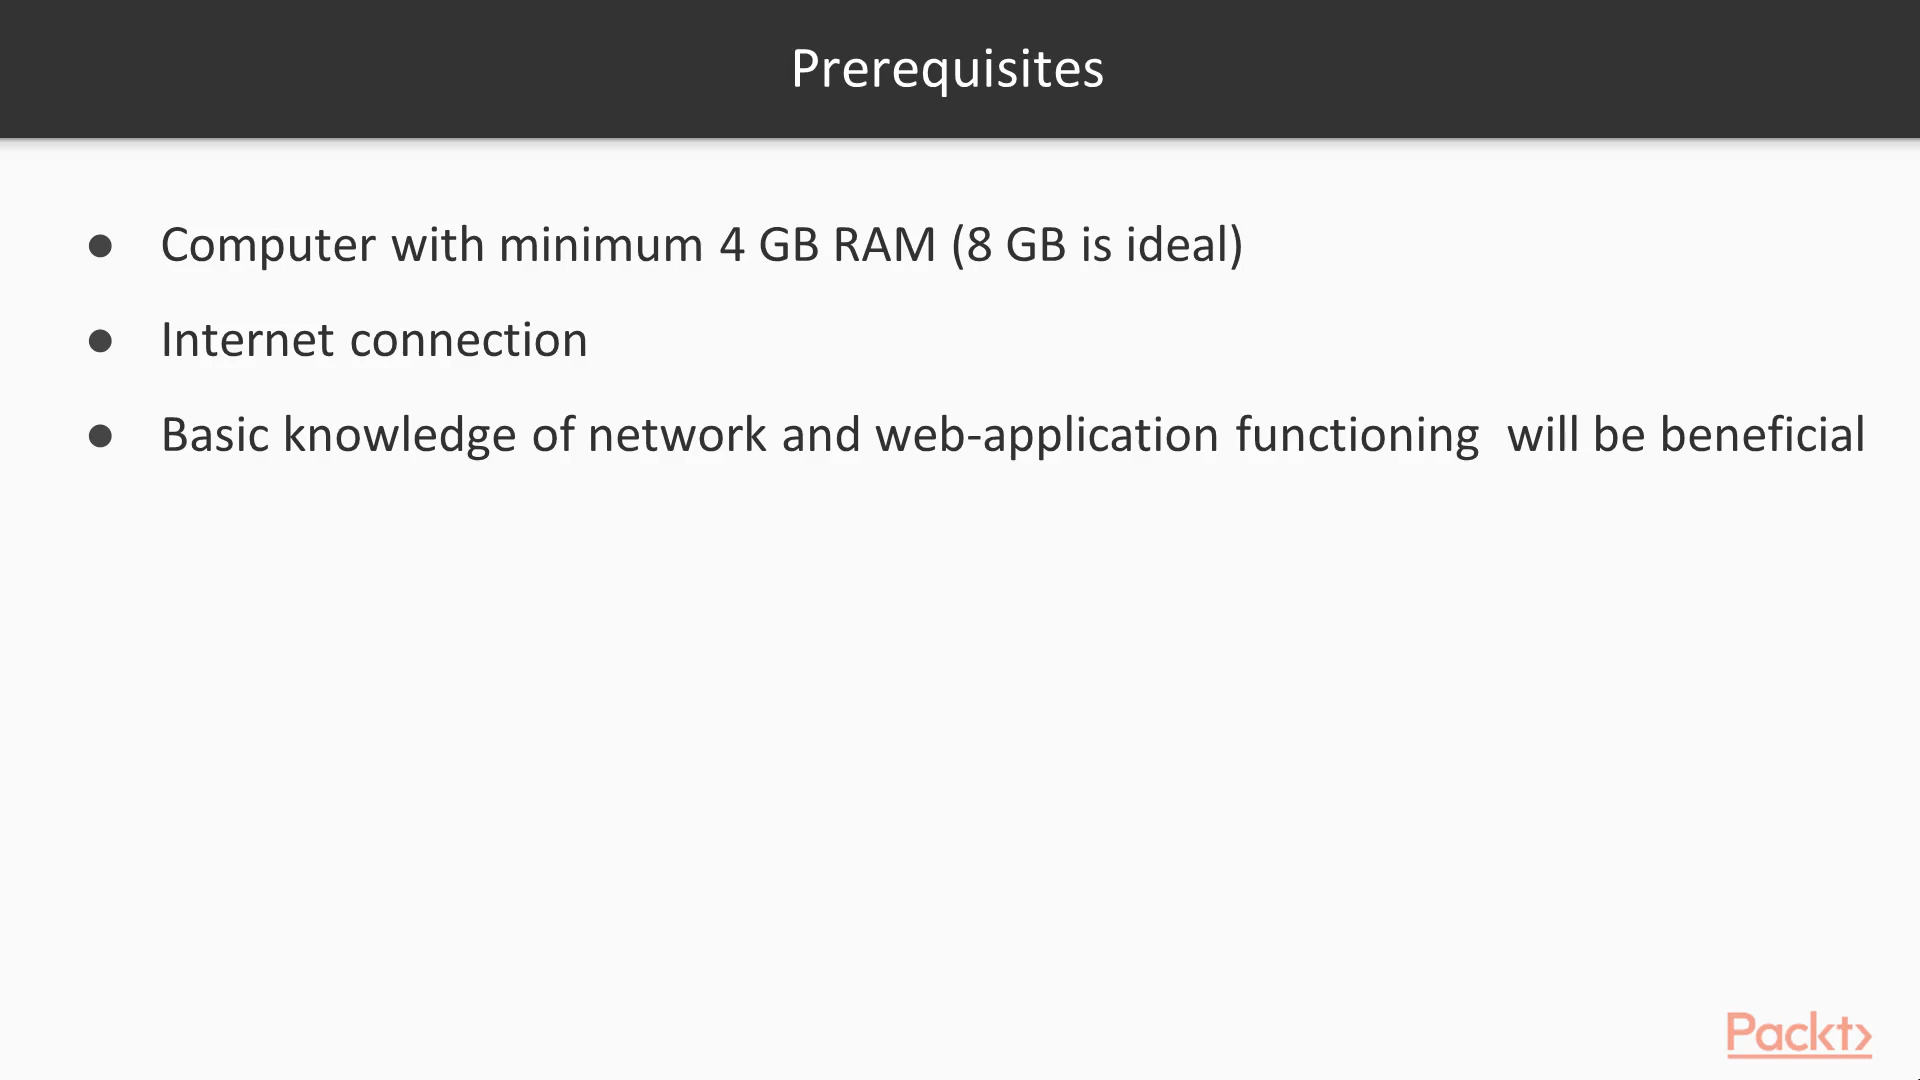 Prerequisites
● Computer with minimum 4 GB RAM (8 GB is ideal)
● Internet connection
● Basic knowledge of network and web-application functioning  will be beneficial
Packt>